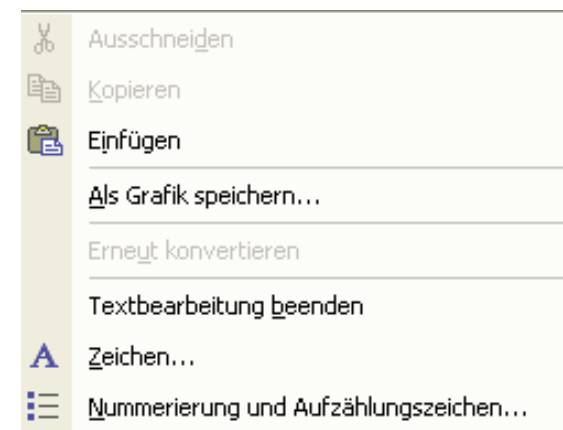 Ausschneiden
Kopieren
Einfügen
Als Grafik speichern...
Erneut konvertieren
Textbearbeitung beenden
Zeichen...
Nummerierung und Aufzählungszeichen...